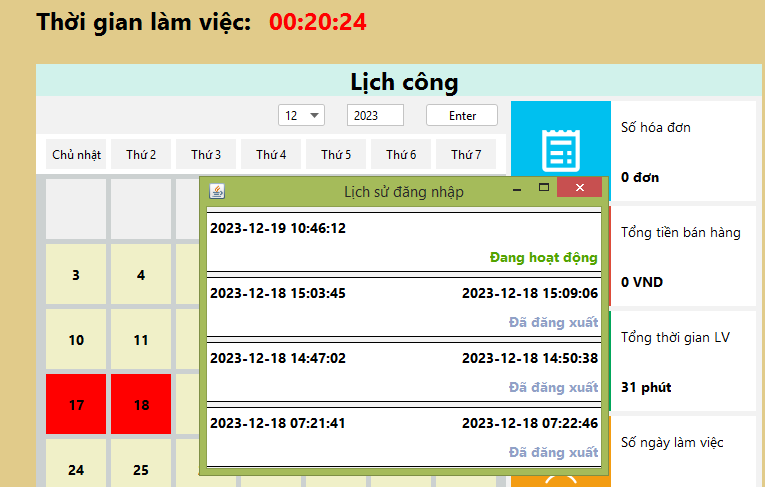 Thời gian làm việc: 00:20:24
Lịch công
12 2023 Enter
Chủ nhật Thứ 2 Thứ 3 Thứ 4 Thứ 5 Thứ 6 Thứ 7
3 4
10 11
17 18
24 25
Lịch sử đăng nhập
2023-12-19 10:46:12
Đang hoạt động
2023-12-18 15:03:45 2023-12-18 15:09:06
Đã đăng xuất
2023-12-18 14:47:02 2023-12-18 14:50:38
Đã đăng xuất
2023-12-18 07:21:41 2023-12-18 07:22:46
Đã đăng xuất
Số hóa đơn
0 đơn
Tổng tiền bán hàng
0 VND
Tổng thời gian LV
31 phút
Số ngày làm việc